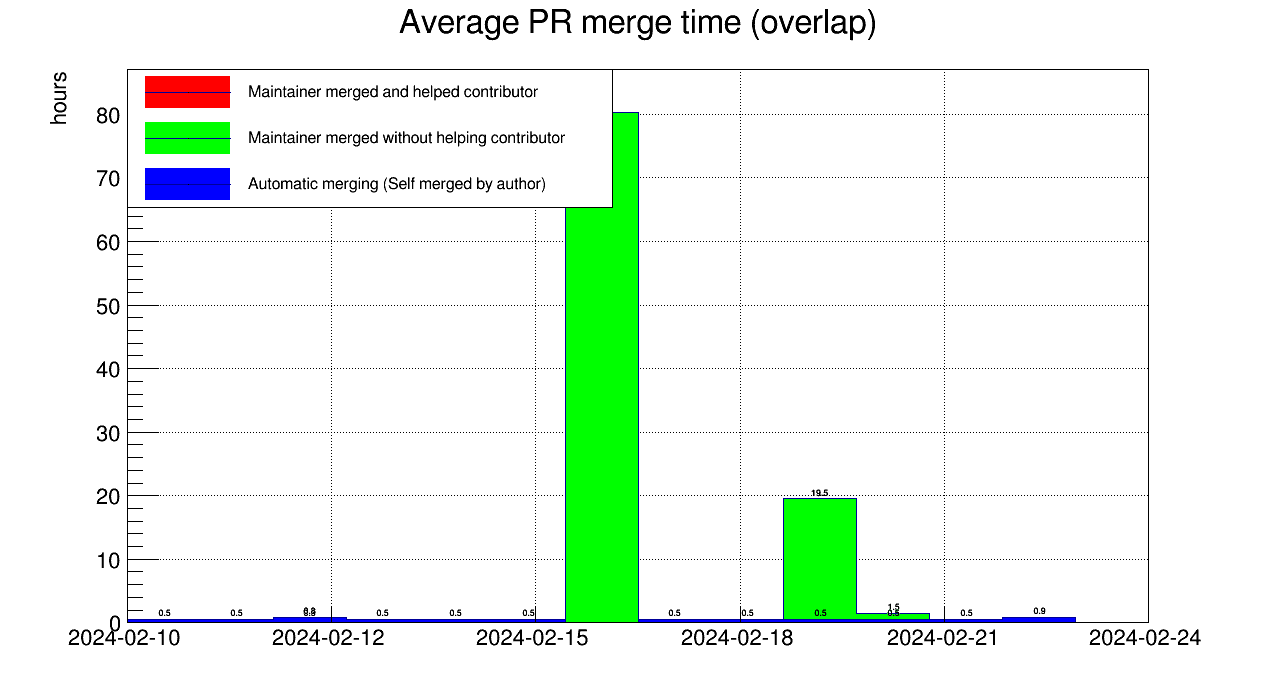 Average PR merge time (overlap)
hours
Maintainer merged and helped contributor
Maintainer merged without helping contributor
Automatic merging (Self merged by author)
80
70
60
50
40
30
20
10
0
19.5
1.5
0.5 0.5 0.5 0.5 0.5 0.5 0.5 0.5 0.5 0.9
2024-02-10 2024-02-12 2024-02-15 2024-02-18 2024-02-21 2024-02-24